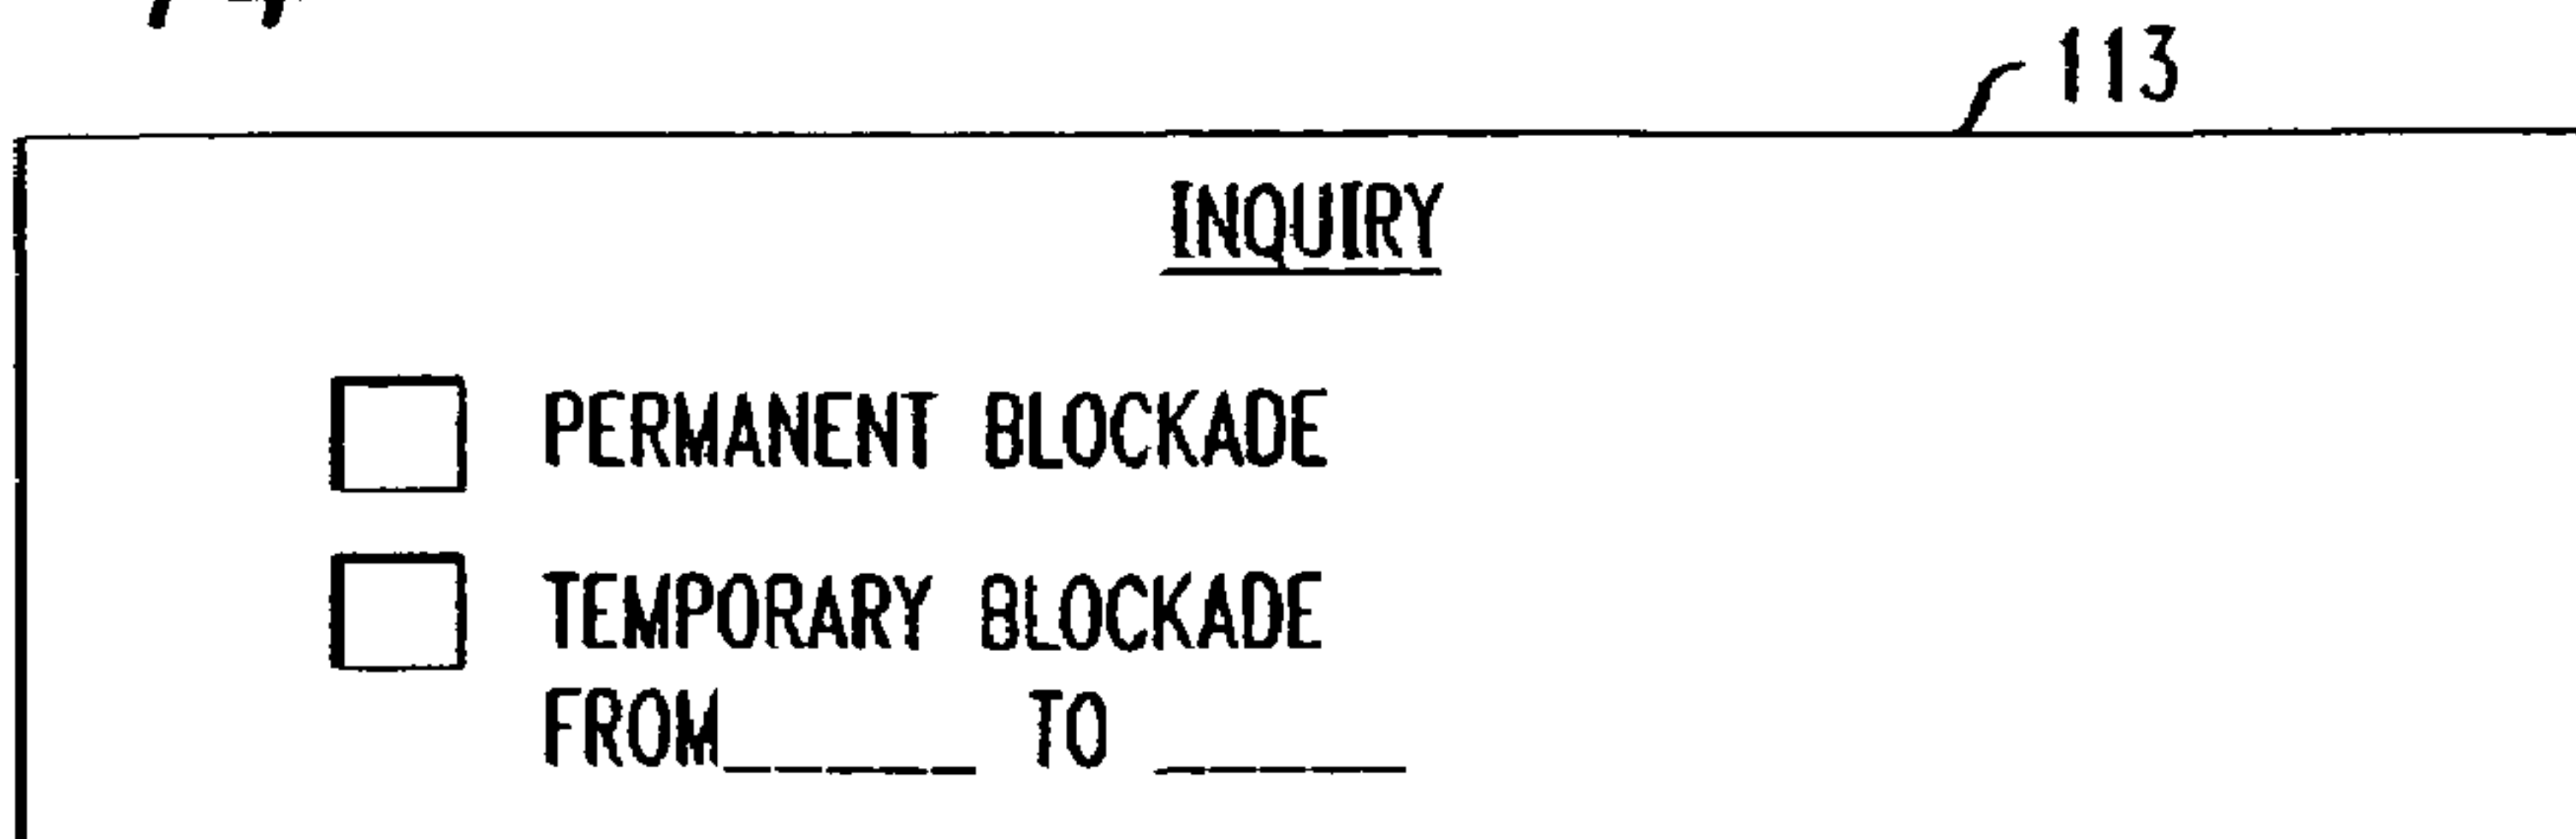 113
INQUIRY
PERMANENT BLOCKADE
TEMPORARY BLOCKADE
FROM_____ TO _____